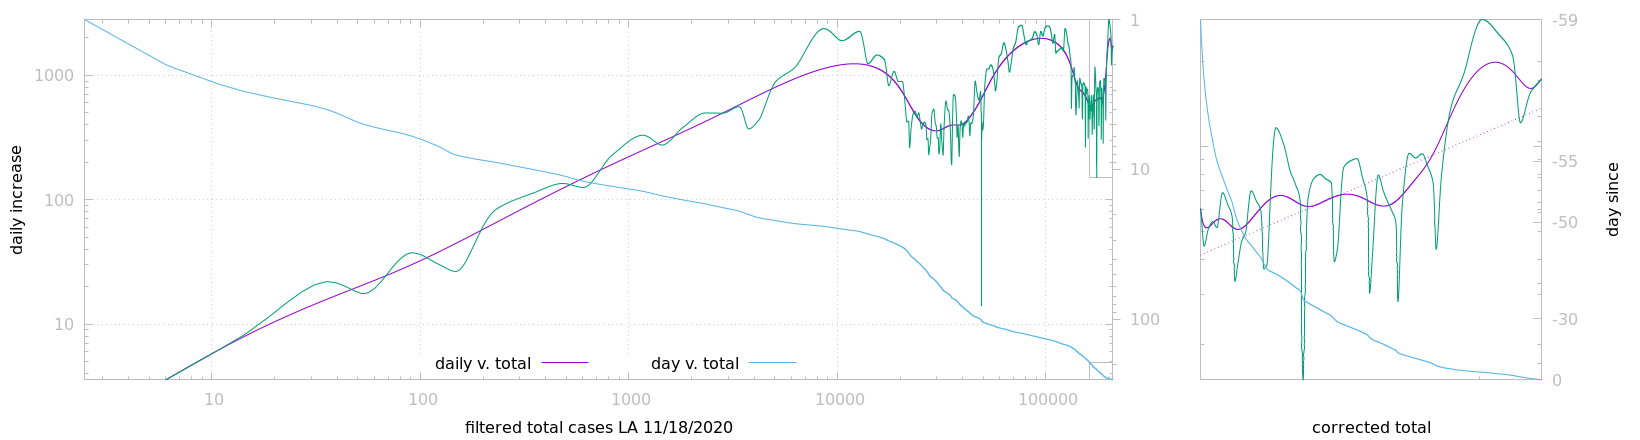 1 -59
1000
-55
10
daily increase
100 -50 day since
10 100 -30
daily v. total day v. total
0
10 100 1000 10000 100000
filtered total cases LA 11/18/2020 corrected total